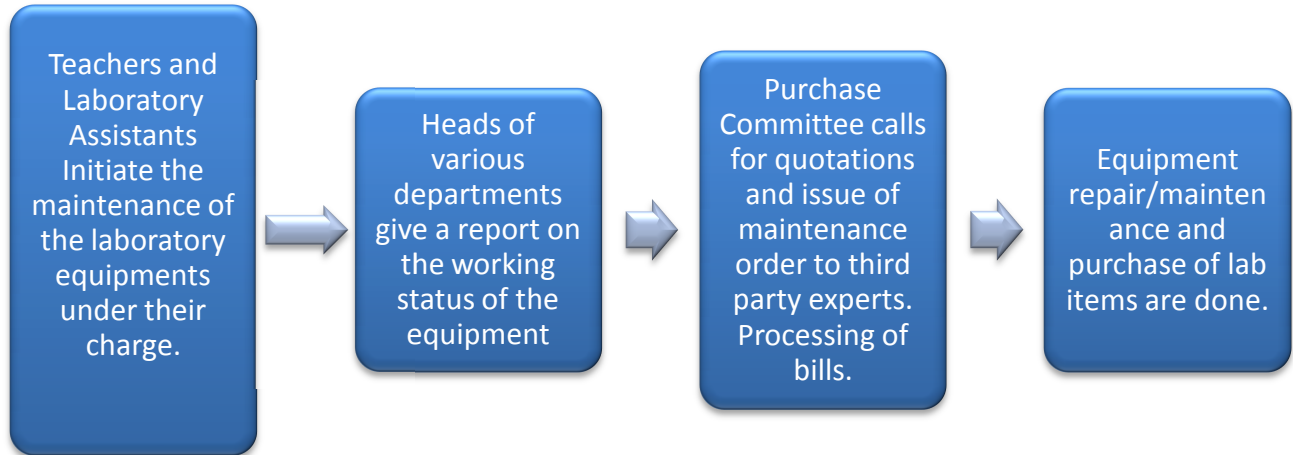 Teachers and
Laboratory
Assistants
Initiate the
maintenance of
the laboratory
equipments
under their
charge.
Heads of
various
departments
give a report on
the working
status of the
equipment
Purchase
Committee calls
for quotations
and issue of
maintenance
order to third
party experts.
Processing of
bills.
Equipment
repair/mainten
ance and
purchase of lab
items are done.